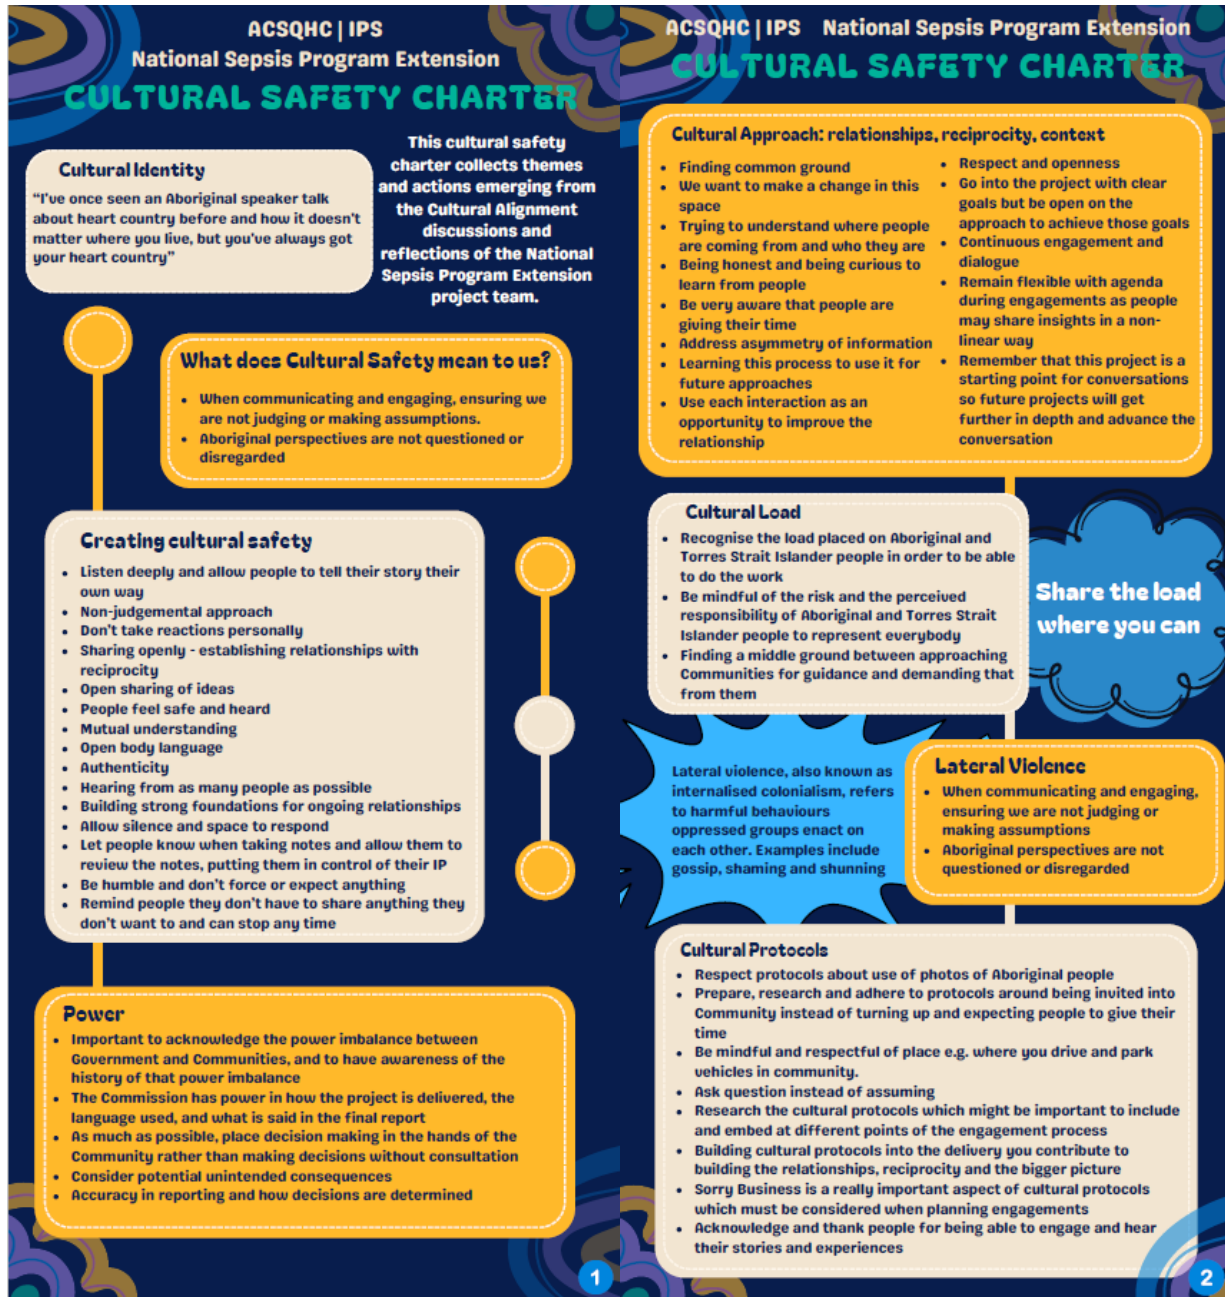 ACSQHC | IPS
National Sepsis Program Extension
CULTURAL SAFETY CHARTER
This cultural safety
charter collects themes
and actions emerging from
the Cultural Alignment
discussions and
reflections of the National
Sepsis Program Extension
project team.
Cultural Identity
“I've once seen an Aboriginal speaker talk
about heart country before and how it doesn't
matter where you live, but you've always got
your heart country”
What does Cultural Safety mean to us?
• When communicating and engaging, ensuring we
are not judging or making assumptions.
• Aboriginal perspectives are not questioned or
disregarded
Creating cultural safety
• Listen deeply and allow people to tell their story their
own way
• Non-judgemental approach
• Don't take reactions personally
• Sharing openly - establishing relationships with
reciprocity
• Open sharing of ideas
• People feel safe and heard
• Mutual understanding
• Open body language
• Authenticity
• Hearing from as many people as possible
• Building strong foundations for ongoing relationships
• Allow silence and space to respond
• Let people know when taking notes and allow them to
review the notes, putting them in control of their IP
• Be humble and don't force or expect anything
• Remind people they don't have to share anything they
don't want to and can stop any time
Power
• Important to acknowledge the power imbalance between
Government and Communities, and to have awareness of the
history of that power imbalance
• The Commission has power in how the project is delivered, the
language used, and what is said in the final report
• As much as possible, place decision making in the hands of the
Community rather than making decisions without consultation
• Consider potential unintended consequences
• Accuracy in reporting and how decisions are determined
1
ACSQHC | IPS National Sepsis Program Extension
CULTURAL SAFETY CHARTER
Cultural Approach: relationships, reciprocity, context
• Finding common ground
• We want to make a change in this
space
• Trying to understand where people
are coming from and who they are
• Being honest and being curious to
learn from people
• Be very aware that people are
giving their time
• Address asymmetry of information
• Learning this process to use it for
future approaches
• Use each interaction as an
opportunity to improve the
relationship
• Respect and openness
• Go into the project with clear
goals but be open on the
approach to achieve those goals
• Continuous engagement and
dialogue
• Remain flexible with agenda
during engagements as people
may share insights in a non-
linear way
• Remember that this project is a
starting point for conversations
so future projects will get
further in depth and advance the
conversation
Cultural Load
• Recognise the load placed on Aboriginal and
Torres Strait Islander people in order to be able
to do the work
• Be mindful of the risk and the perceived
responsibility of Aboriginal and Torres Strait
Islander people to represent everybody
• Finding a middle ground between approaching
Communities for guidance and demanding that
from them
Share the load
where you can
Lateral violence, also known as
internalised colonialism, refers
to harmful behaviours
oppressed groups enact on
each other. Examples include
gossip, shaming and shunning
Lateral Violence
• When communicating and engaging,
ensuring we are not judging or
making assumptions
• Aboriginal perspectives are not
questioned or disregarded
Cultural Protocols
• Respect protocols about use of photos of Aboriginal people
• Prepare, research and adhere to protocols around being invited into
Community instead of turning up and expecting people to give their
time
• Be mindful and respectful of place e.g. where you drive and park
vehicles in community.
• Ask question instead of assuming
• Research the cultural protocols which might be important to include
and embed at different points of the engagement process
• Building cultural protocols into the delivery you contribute to
building the relationships, reciprocity and the bigger picture
• Sorry Business is a really important aspect of cultural protocols
which must be considered when planning engagements
• Acknowledge and thank people for being able to engage and hear
their stories and experiences
2